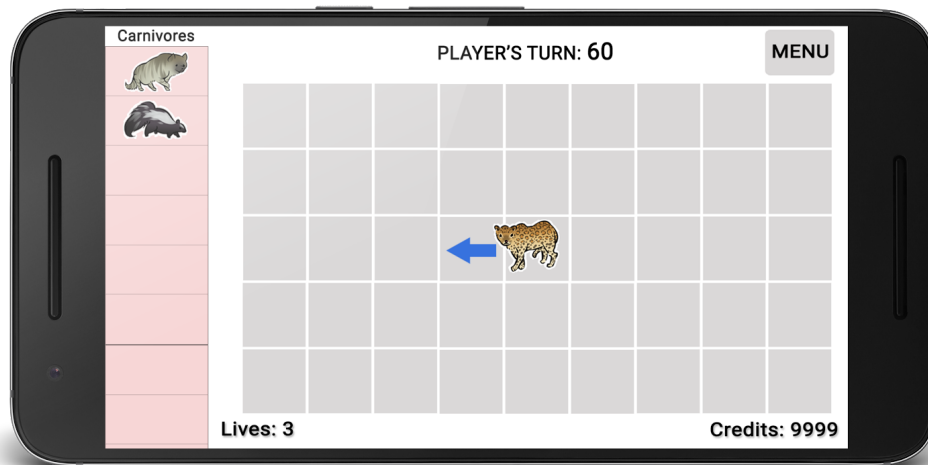 Carnivores
PLAYER'S TURN: 60
MENU
Lives: 3
Credits: 9999